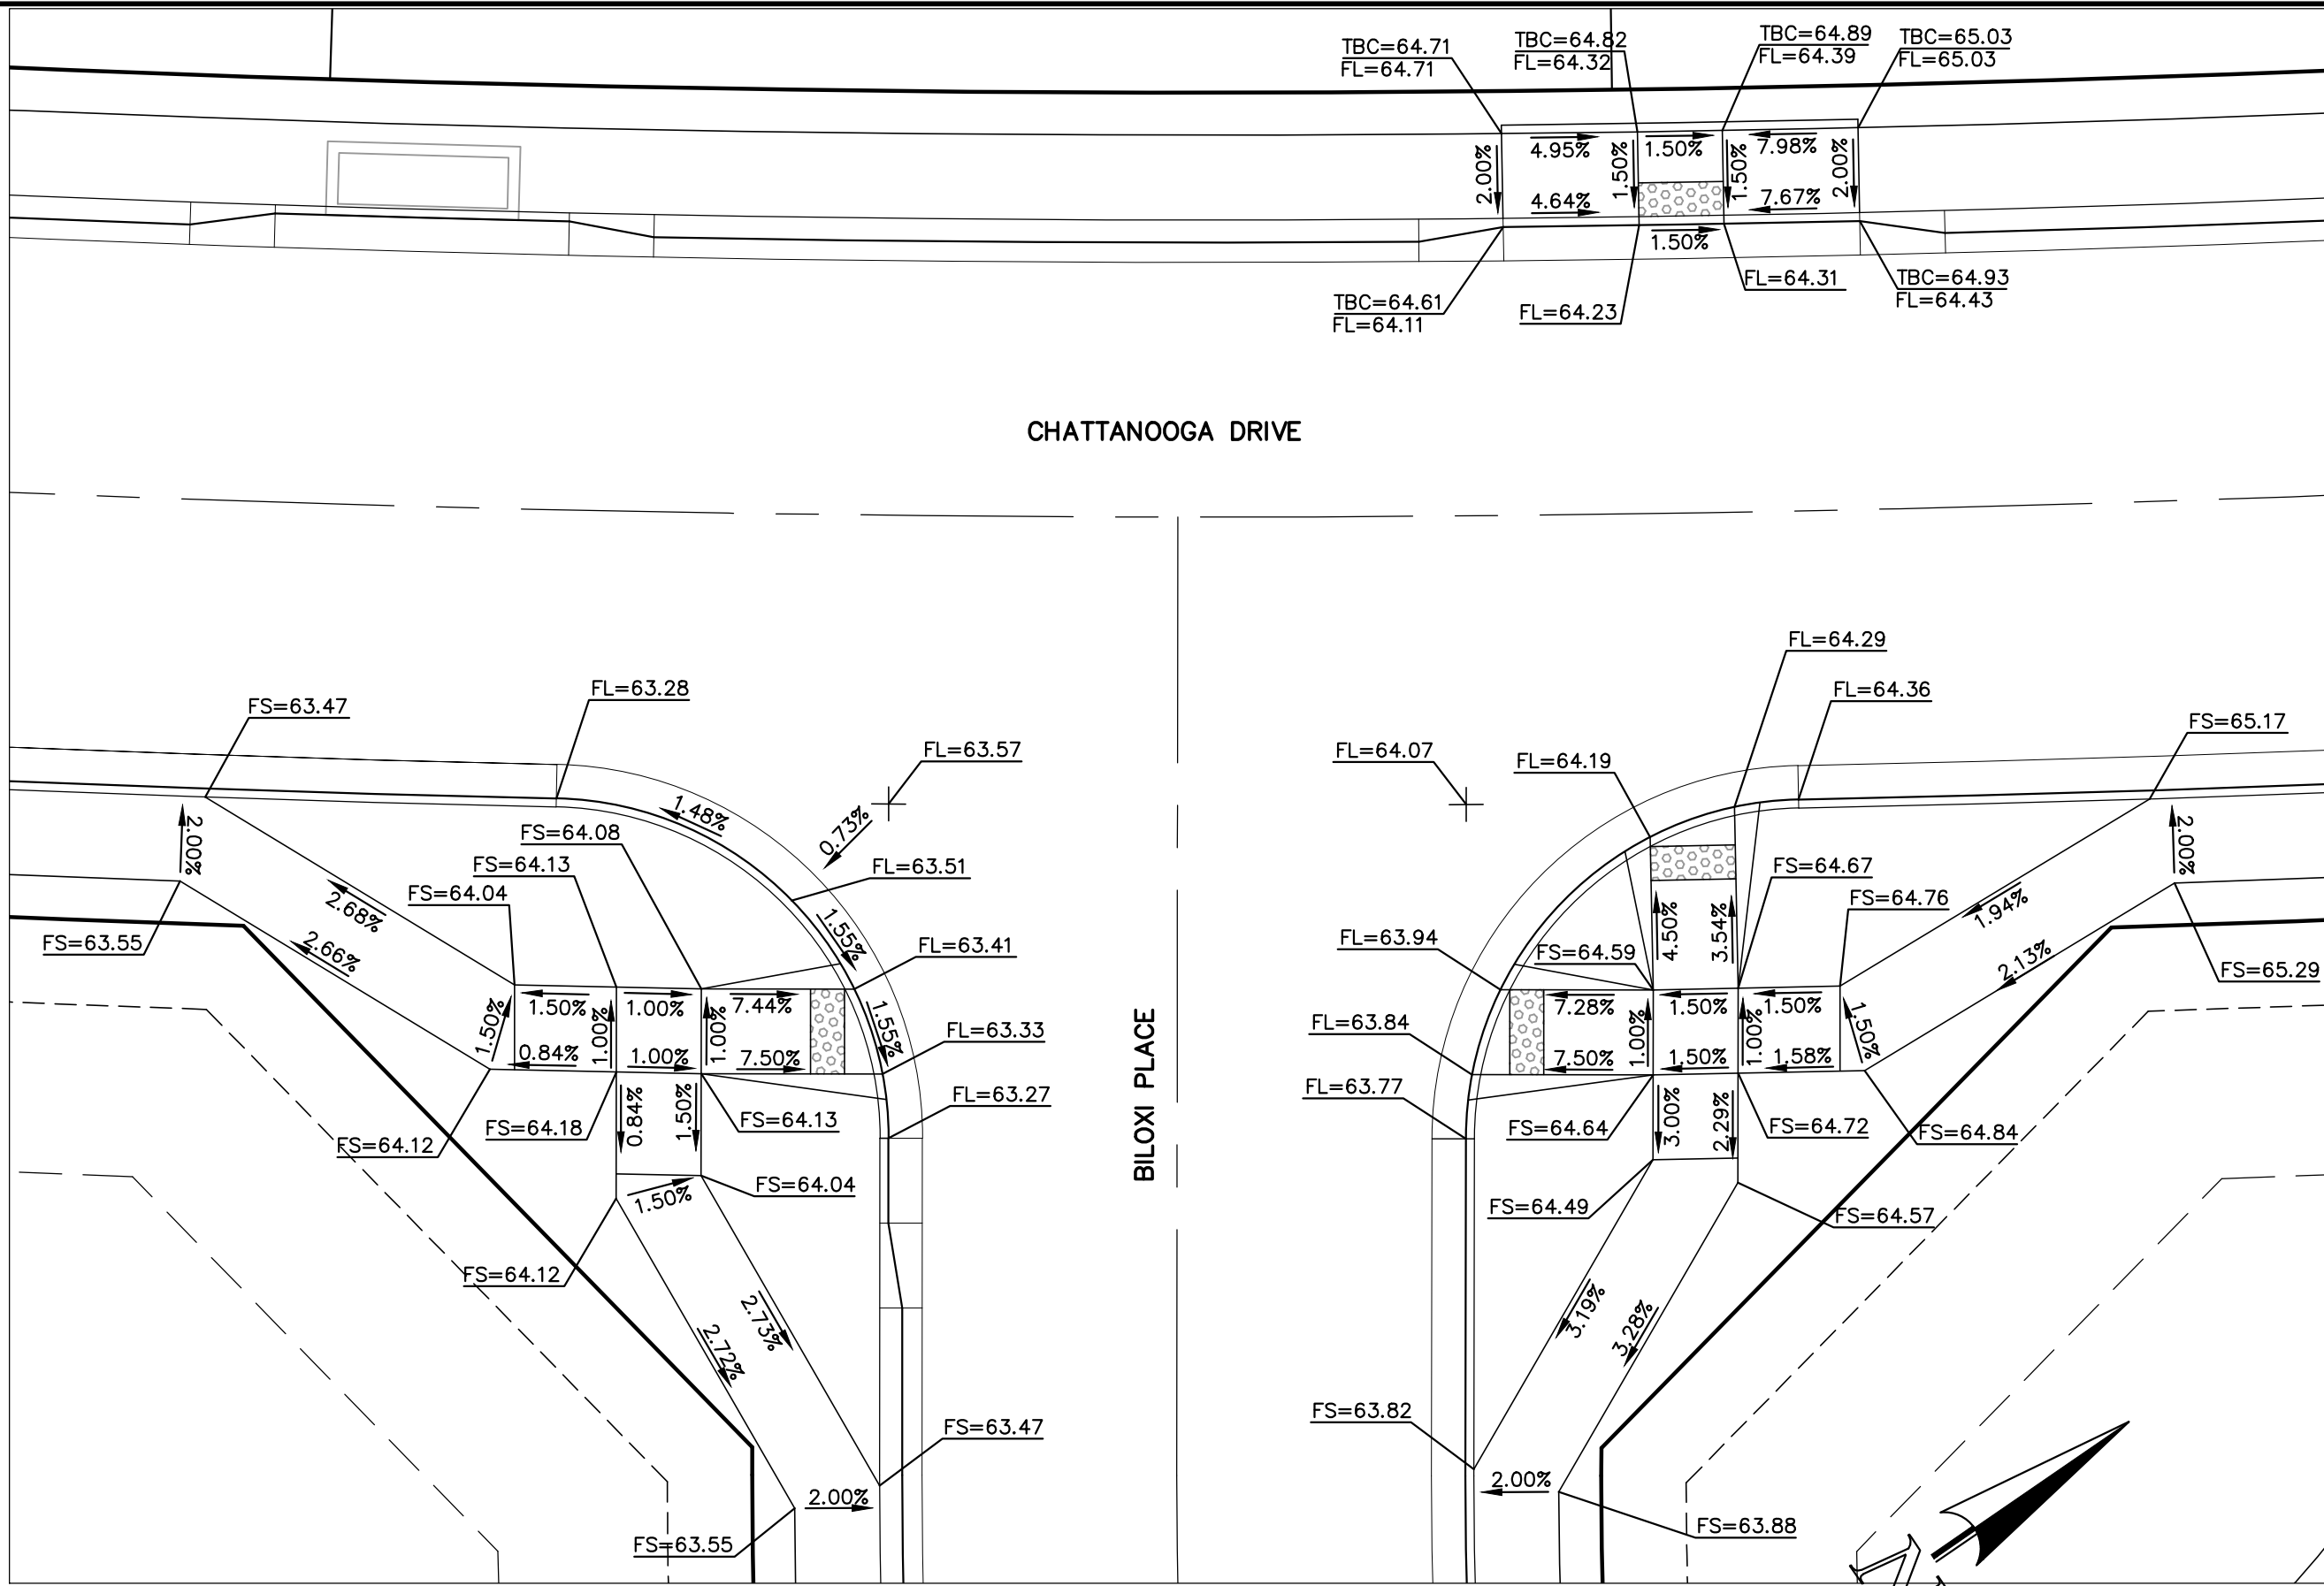 TBC=64.71
FL=64.71
TBC=64.82
FL=64.32
TBC=64.89
FL=64.39
TBC=65.03
FL=65.03
2.00%
4.95%
1.50%
1.50%
1.50%
7.98%
2.00%
4.64%
7.67%
1.50%
TBC=64.61
FL=64.11
FL=64.23
FL=64.31
TBC=64.93
FL=64.43
CHATTANOOGA DRIVE
FS=63.47
FL=63.28
FL=63.57
1.48%
0.73%
2.00%
FS=64.08
FS=64.13
FS=64.04
FL=63.51
2.68%
2.66%
FS=63.55
1.55%
FL=63.41
1.50%
1.50%
1.00%
1.00%
1.00%
7.44%
1.55%
0.84%
1.00%
7.50%
FL=63.33
FL=63.27
0.84%
1.50%
FS=64.13
FS=64.18
FS=64.12
FS=64.04
1.50%
FS=64.12
2.73%
2.72%
FS=63.47
2.00%
FS=63.55
BILOXI PLACE
FL=64.29
FL=64.36
FL=64.07
FL=64.19
FS=65.17
2.00%
FS=64.67
FS=64.76
1.94%
4.50%
3.54%
FL=63.94
FS=64.59
2.13%
FS=65.29
7.28%
1.50%
1.50%
1.00%
1.00%
1.50%
FL=63.84
7.50%
1.50%
1.58%
FL=63.77
3.00%
2.29%
FS=64.64
FS=64.72
FS=64.84
FS=64.49
FS=64.57
3.19%
3.28%
FS=63.82
2.00%
FS=63.88